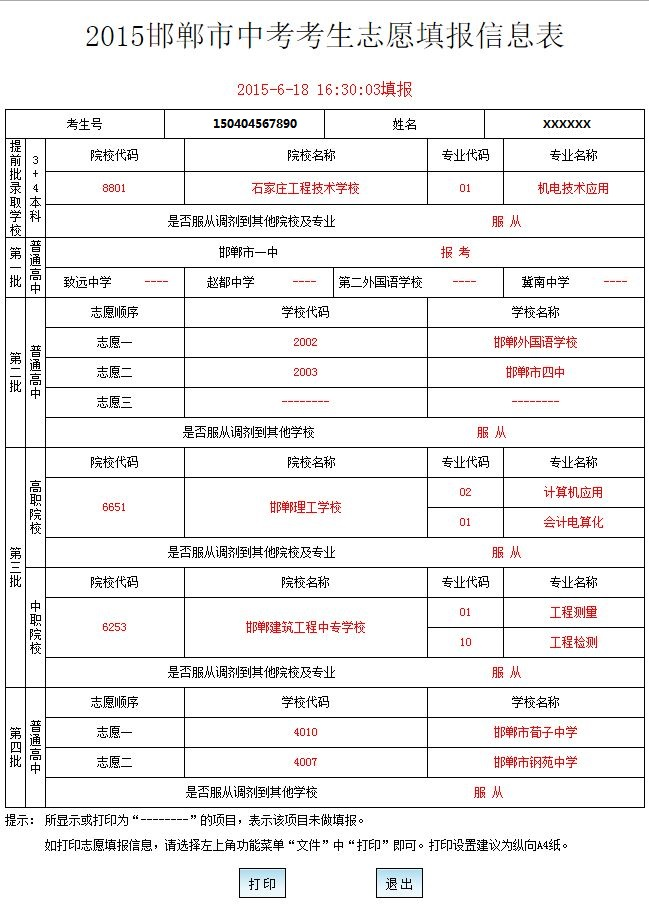 2015邯郸市中考考生志愿填报信息表
2015-6-18 16:30:03填报
考生号 150404567890 姓名 XXXXXX
提前批录取学校 3+4本科 院校代码 院校名称 专业代码 专业名称
8801 石家庄工程技术学校 01 机电技术应用
是否服从调剂到其他院校及专业 服 从
第一批 普通高中 邯郸市一中 报 考
致远中学 ---- 赵都中学 ---- 第二外国语学校 ---- 冀南中学 ----
第二批 普通高中 志愿顺序 学校代码 学校名称
志愿一 2002 邯郸外国语学校
志愿二 2003 邯郸市四中
志愿三 -------- --------
是否服从调剂到其他学校 服 从
第三批 高职院校 院校代码 院校名称 专业代码 专业名称
6651 邯郸理工学校 02 计算机应用
01 会计电算化
是否服从调剂到其他院校及专业 服 从
中职院校 院校代码 院校名称 专业代码 专业名称
6253 邯郸建筑工程中专学校 01 工程测量
10 工程检测
是否服从调剂到其他院校及专业 服 从
第四批 普通高中 志愿顺序 学校代码 学校名称
志愿一 4010 邯郸市荀子中学
志愿二 4007 邯郸市钢苑中学
是否服从调剂到其他学校 服 从
提示： 所显示或打印为“--------”的项目，表示该项目未做填报。
如打印志愿填报信息，请选择左上角功能菜单“文件”中“打印”即可。打印设置建议为纵向A4纸。
打印 退出